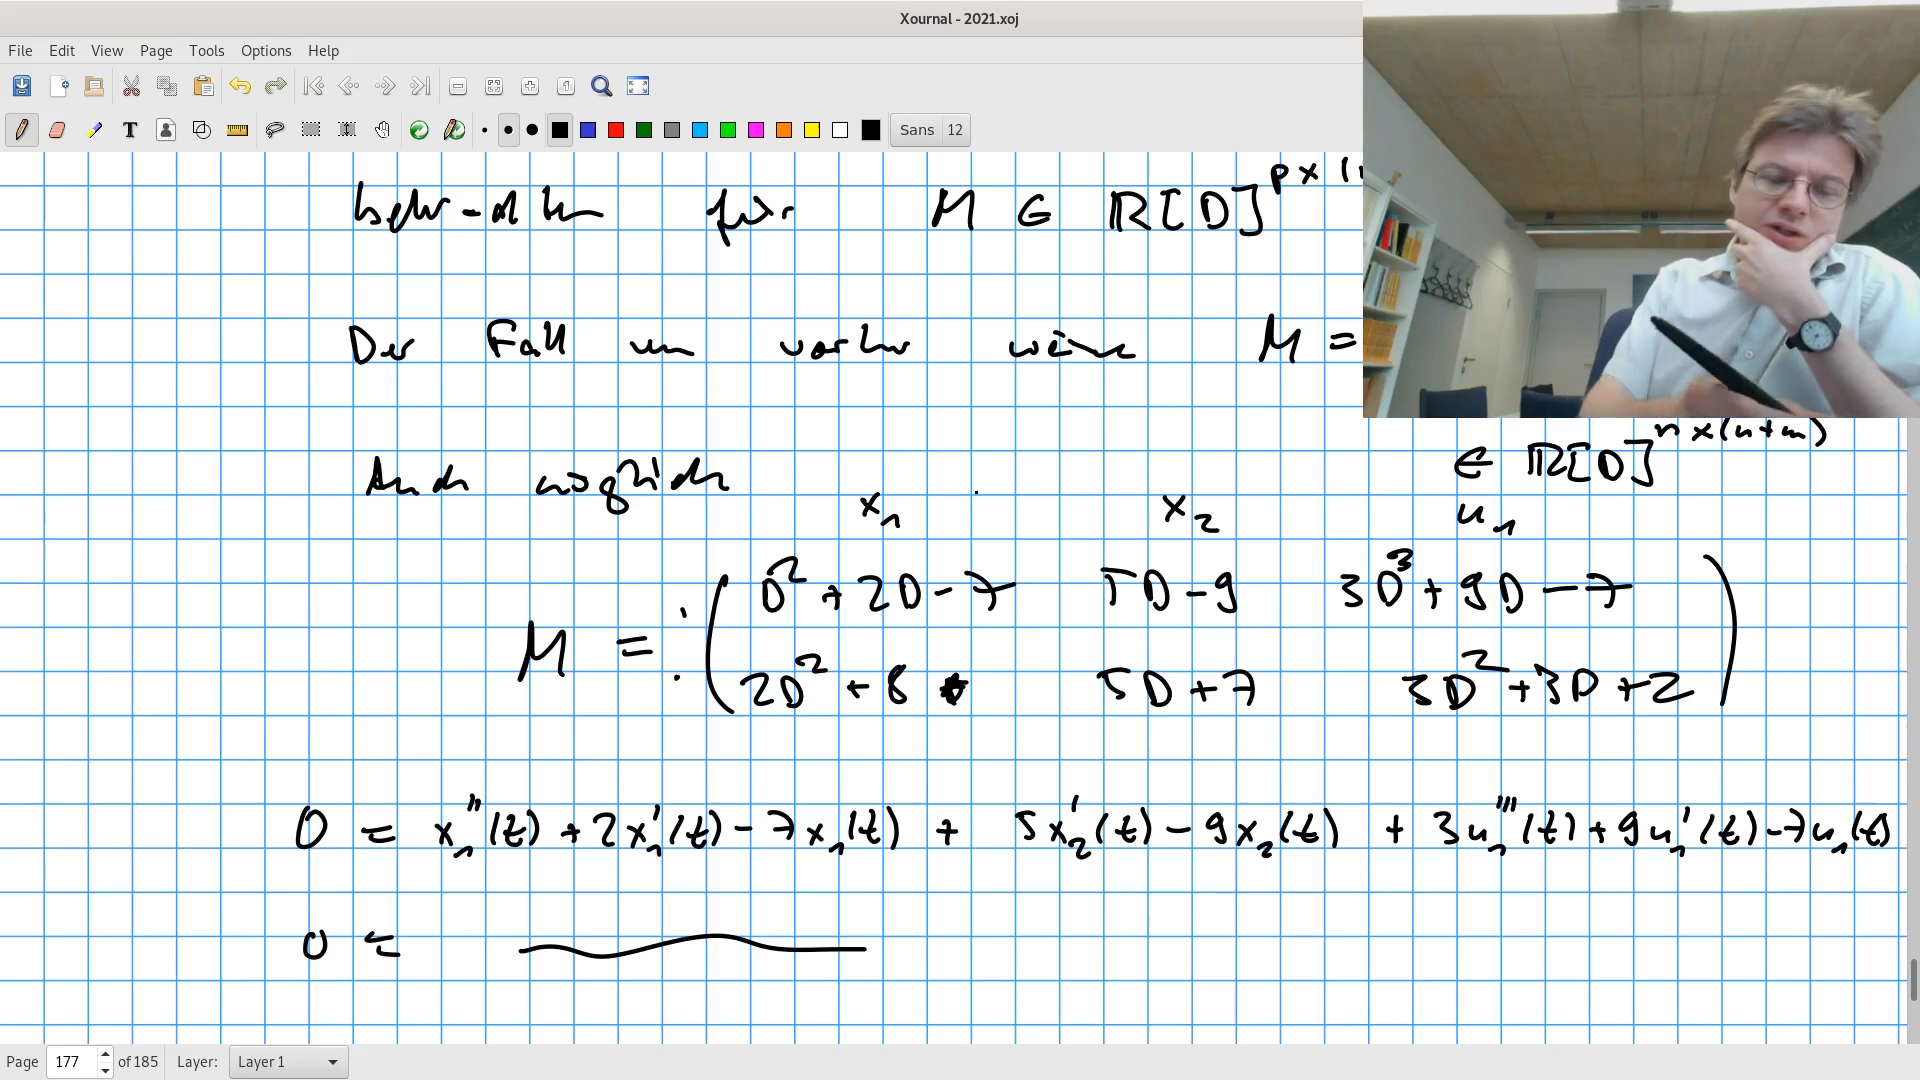 Xournal - 2021.xoj
File Edit View Page Tools Options Help
Sans 12
für M ∈ ℝ[D]^{p×(
Der Fall von vorher wäre M =
∈ ℝ[D]^{n×(n+m)}
Auch möglich
x₁ x₂ u₁
M =: ( D²+2D-7 5D-9 3D³+9D-7
2D²+8 5D+7 3D²+3D+2 )
0 = x₁''(t) + 2x₁'(t) - 7x₁(t) + 5x₂'(t) - 9x₂(t) + 3u₁'''(t) + 9u₁'(t) - 7u₁(t)
0 =
Page 177 of 185 Layer: Layer 1